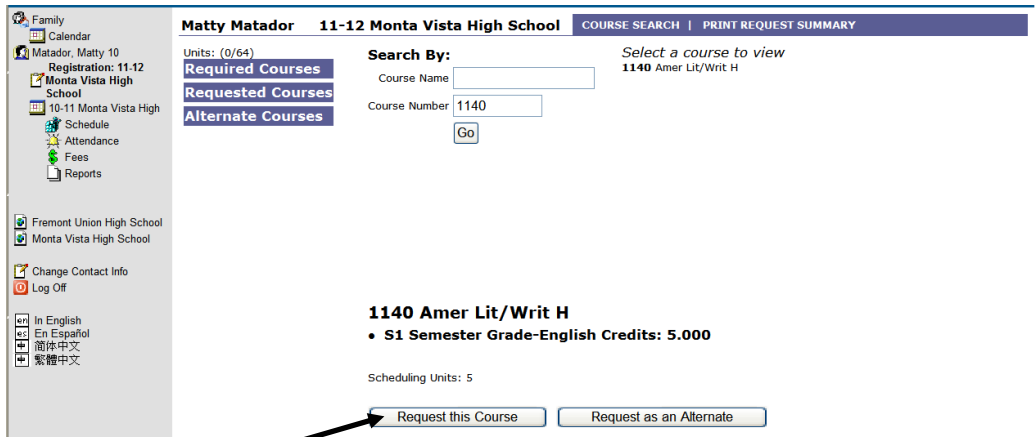 Family
Calendar
Matador, Matty 10
Registration: 11-12
Monta Vista High
School
10-11 Monta Vista High
Schedule
Attendance
Fees
Reports
Fremont Union High School
Monta Vista High School
Change Contact Info
Log Off
en In English
es En Español
中 简体中文
中 繁體中文
Matty Matador 11-12 Monta Vista High School COURSE SEARCH | PRINT REQUEST SUMMARY
Units: (0/64)
Required Courses
Requested Courses
Alternate Courses
Search By:
Course Name
Course Number 1140
Go
Select a course to view
1140 Amer Lit/Writ H
1140 Amer Lit/Writ H
• S1 Semester Grade-English Credits: 5.000
Scheduling Units: 5
Request this Course Request as an Alternate